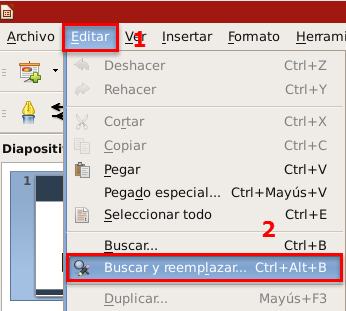 Archivo Editar 1 Ver Insertar Formato Herrami
Deshacer Ctrl+Z
Rehacer Ctrl+Y
Cortar Ctrl+X
Copiar Ctrl+C
Diapositi
Pegar Ctrl+V
1 Pegado especial... Ctrl+Mayús+V
Seleccionar todo Ctrl+E
2
Buscar... Ctrl+B
Buscar y reemplazar... Ctrl+Alt+B
Duplicar... Mayús+F3